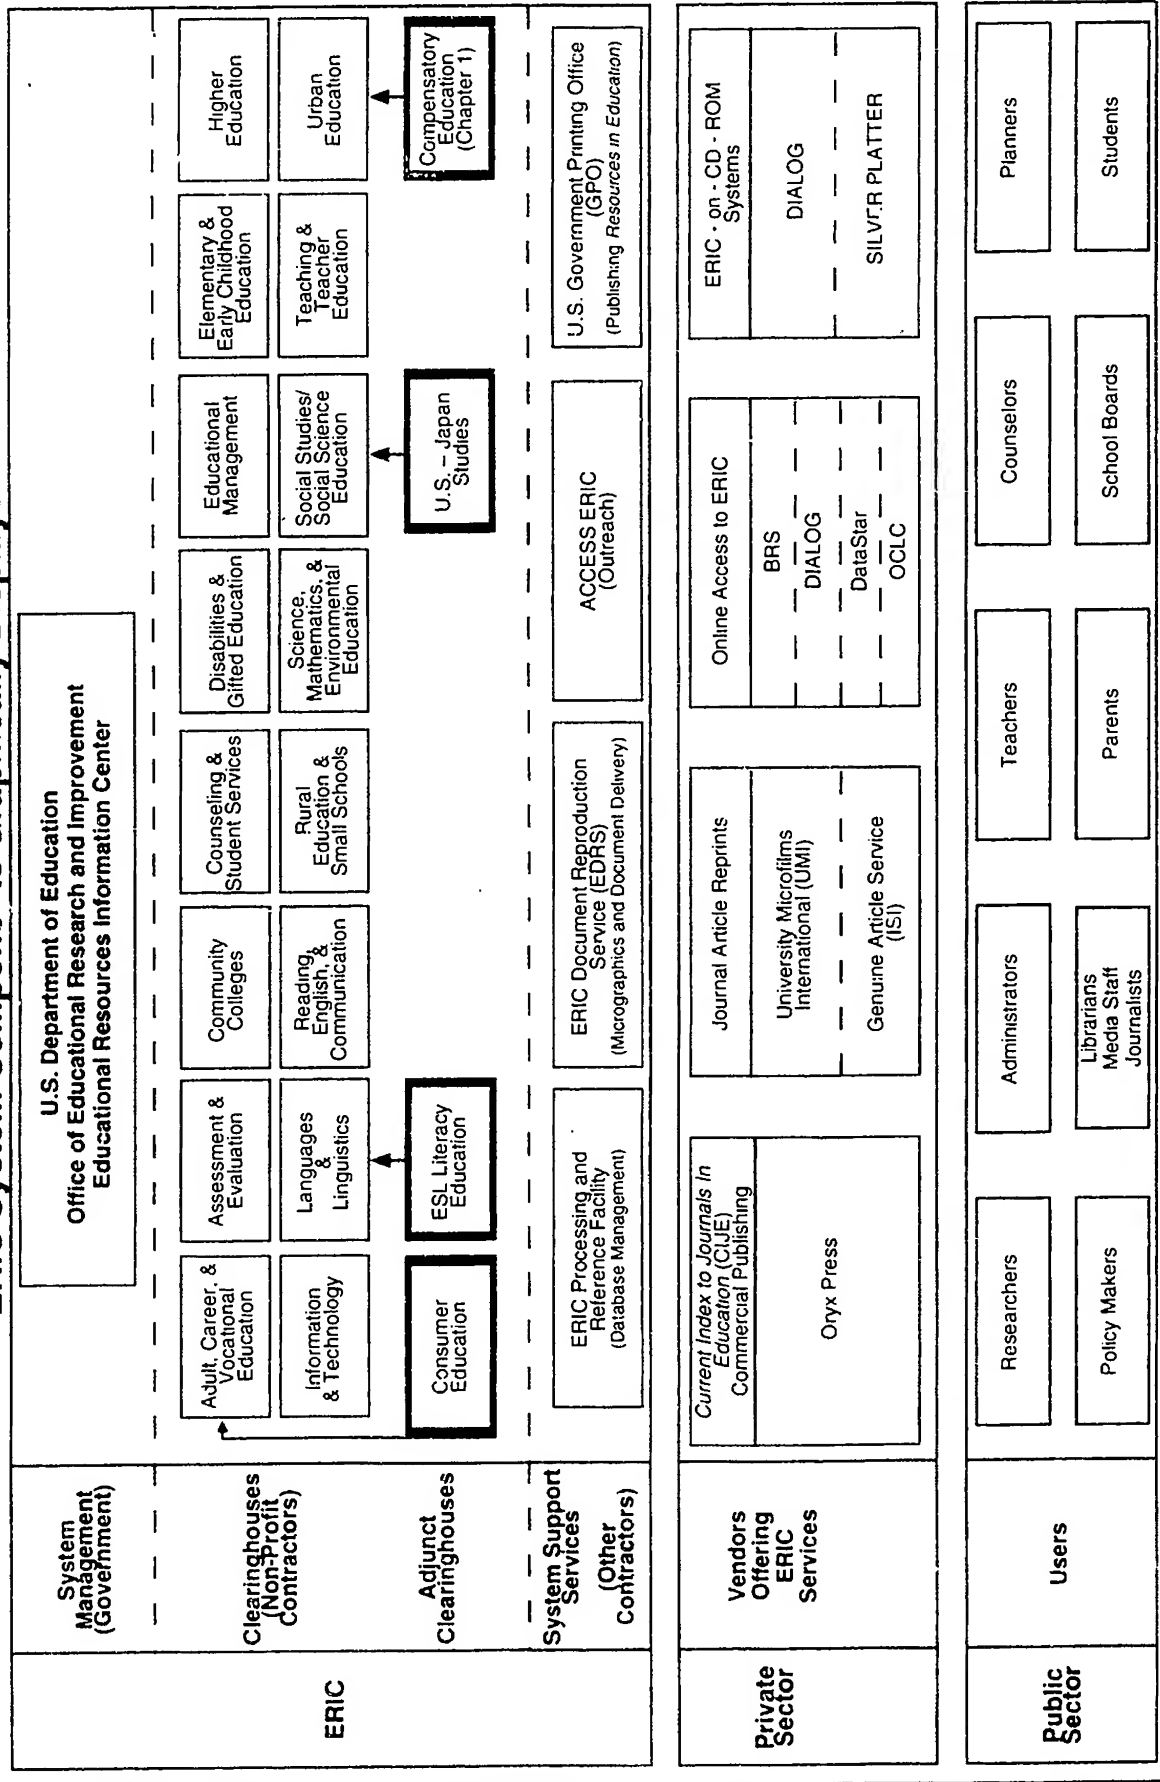 U.S. Department of Education
Office of Educational Research and Improvement
Educational Resources Information Center
System
Management
(Government)
Adult, Career, &
Vocational
Education
Assessment &
Evaluation
Community
Colleges
Counseling &
Student Services
Disabilities &
Gifted Education
Educational
Management
Elementary &
Early Childhood
Education
Higher
Education
Clearinghouses
(Non-Profit
Contractors)
Information
& Technology
Languages
&
Linguistics
Reading,
English, &
Communication
Rural
Education &
Small Schools
Science,
Mathematics, &
Environmental
Education
Social Studies/
Social Science
Education
Teaching &
Teacher
Education
Urban
Education
Adjunct
Clearinghouses
Consumer
Education
ESL Literacy
Education
U.S. – Japan
Studies
Compensatory
Education
(Chapter 1)
ERIC
System Support
Services
(Other
Contractors)
ERIC Processing and
Reference Facility
(Database Management)
ERIC Document Reproduction
Service (EDRS)
(Micrographics and Document Delivery)
ACCESS ERIC
(Outreach)
U.S. Government Printing Office
(GPO)
(Publishing Resources in Education)
Private
Sector
Vendors
Offering
ERIC
Services
Current Index to Journals In
Education (CIJE)
Commercial Publishing
Oryx Press
Journal Article Reprints
University Microfilms
International (UMI)
Genuine Article Service
(ISI)
Online Access to ERIC
BRS
DIALOG
DataStar
OCLC
ERIC - on - CD - ROM
Systems
DIALOG
SILVER PLATTER
Public
Sector
Users
Researchers
Administrators
Teachers
Counselors
Planners
Policy Makers
Librarians
Media Staff
Journalists
Parents
School Boards
Students